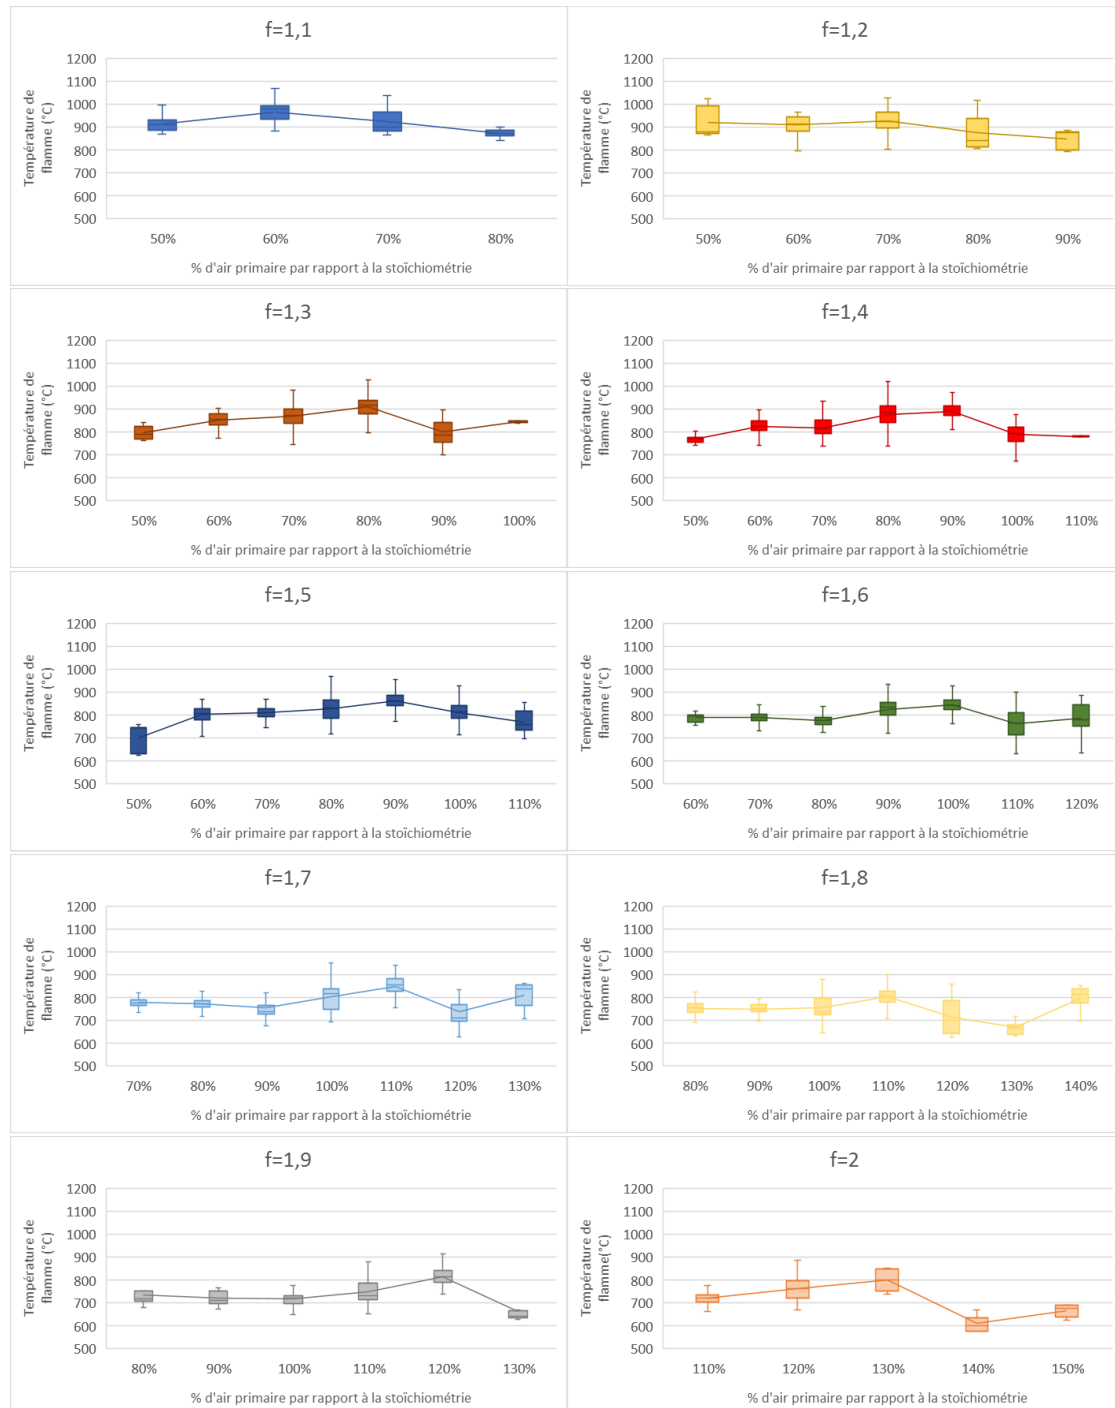 f=1,1
Température de
flamme (°C)
1200
1100
1000
900
800
700
600
500
50% 60% 70% 80%
% d'air primaire par rapport à la stoïchiométrie
f=1,2
Température de
flamme (°C)
1200
1100
1000
900
800
700
600
500
50% 60% 70% 80% 90%
% d'air primaire par rapport à la stoïchiométrie
f=1,3
Température de
flamme (°C)
1200
1100
1000
900
800
700
600
500
50% 60% 70% 80% 90% 100%
% d'air primaire par rapport à la stoïchiométrie
f=1,4
Température de
flamme (°C)
1200
1100
1000
900
800
700
600
500
50% 60% 70% 80% 90% 100% 110%
% d'air primaire par rapport à la stoïchiométrie
f=1,5
Température de
flamme (°C)
1200
1100
1000
900
800
700
600
500
50% 60% 70% 80% 90% 100% 110%
% d'air primaire par rapport à la stoïchiométrie
f=1,6
Température de
flamme (°C)
1200
1100
1000
900
800
700
600
500
60% 70% 80% 90% 100% 110% 120%
% d'air primaire par rapport à la stoïchiométrie
f=1,7
Température de
flamme (°C)
1200
1100
1000
900
800
700
600
500
70% 80% 90% 100% 110% 120% 130%
% d'air primaire par rapport à la stoïchiométrie
f=1,8
Température de
flamme (°C)
1200
1100
1000
900
800
700
600
500
80% 90% 100% 110% 120% 130% 140%
% d'air primaire par rapport à la stoïchiométrie
f=1,9
Température de
flamme (°C)
1200
1100
1000
900
800
700
600
500
80% 90% 100% 110% 120% 130%
% d'air primaire par rapport à la stoïchiométrie
f=2
Température de
flamme(°C)
1200
1100
1000
900
800
700
600
500
110% 120% 130% 140% 150%
% d'air primaire par rapport à la stoïchiométrie